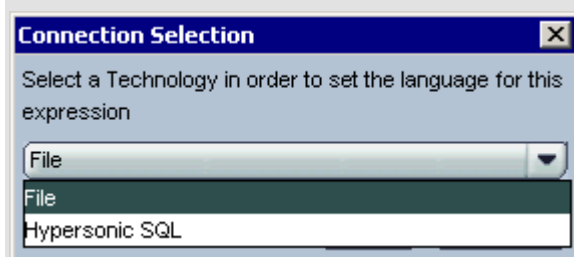 Connection Selection
Select a Technology in order to set the language for this
expression
File
File
Hypersonic SQL